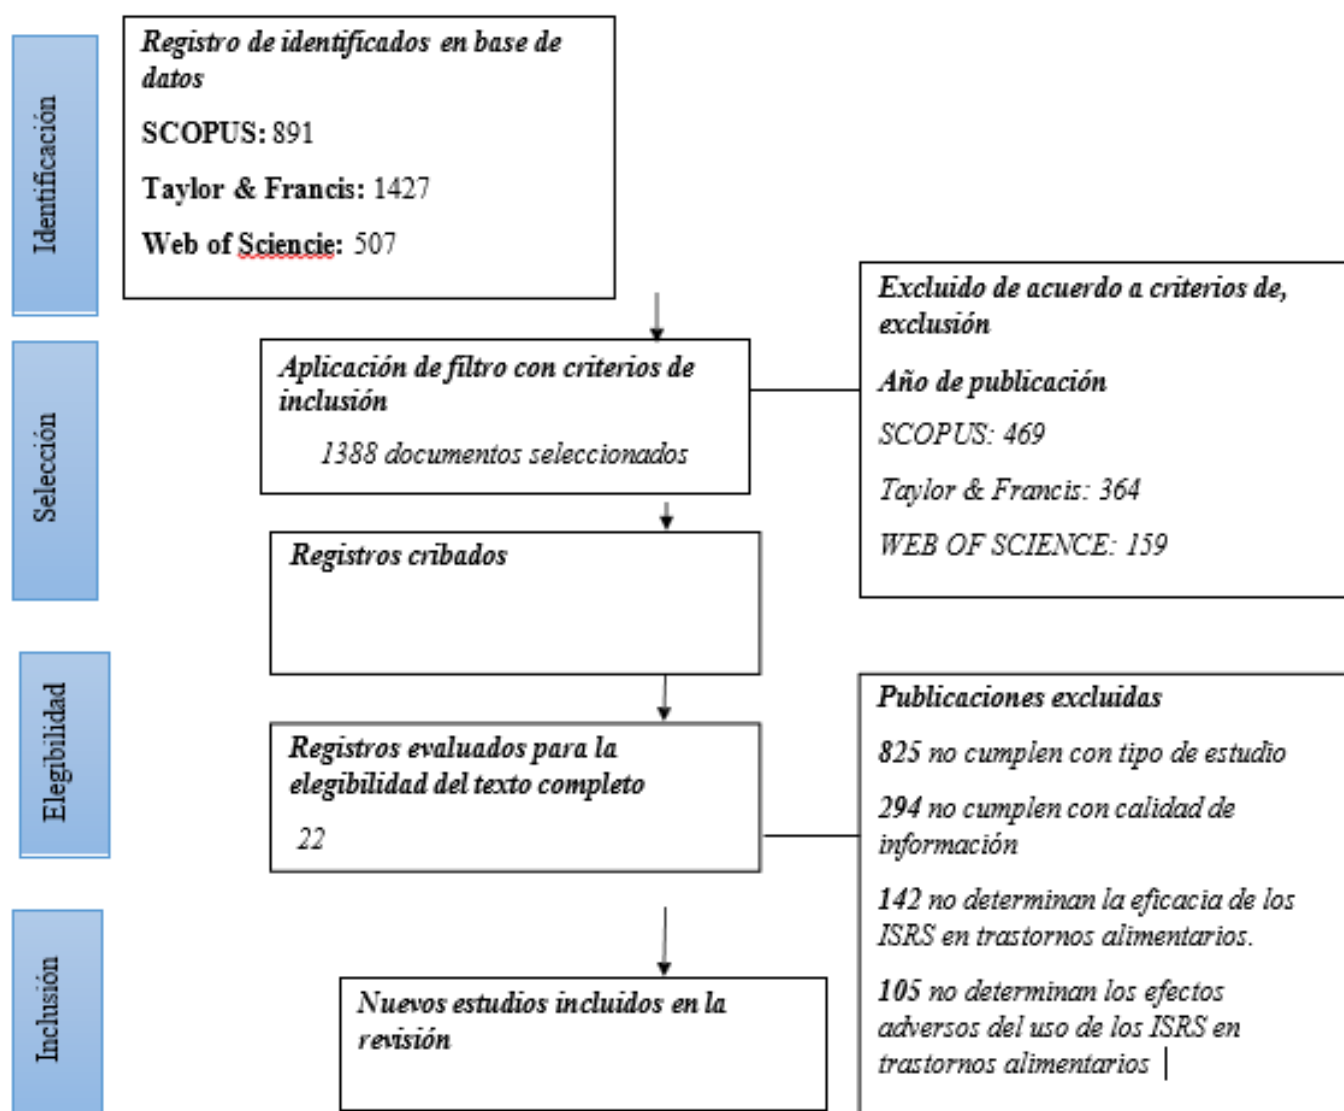 Identificación
Registro de identificados en base de
datos
SCOPUS: 891
Taylor & Francis: 1427
Web of Sciencie: 507
Selección
Aplicación de filtro con criterios de
inclusión
1388 documentos seleccionados
Excluido de acuerdo a criterios de,
exclusión
Año de publicación
SCOPUS: 469
Taylor & Francis: 364
WEB OF SCIENCE: 159
Registros cribados
Elegibilidad
Registros evaluados para la
elegibilidad del texto completo
22
Publicaciones excluidas
825 no cumplen con tipo de estudio
294 no cumplen con calidad de
información
142 no determinan la eficacia de los
ISRS en trastornos alimentarios.
105 no determinan los efectos
adversos del uso de los ISRS en
trastornos alimentarios
Inclusión
Nuevos estudios incluidos en la
revisión